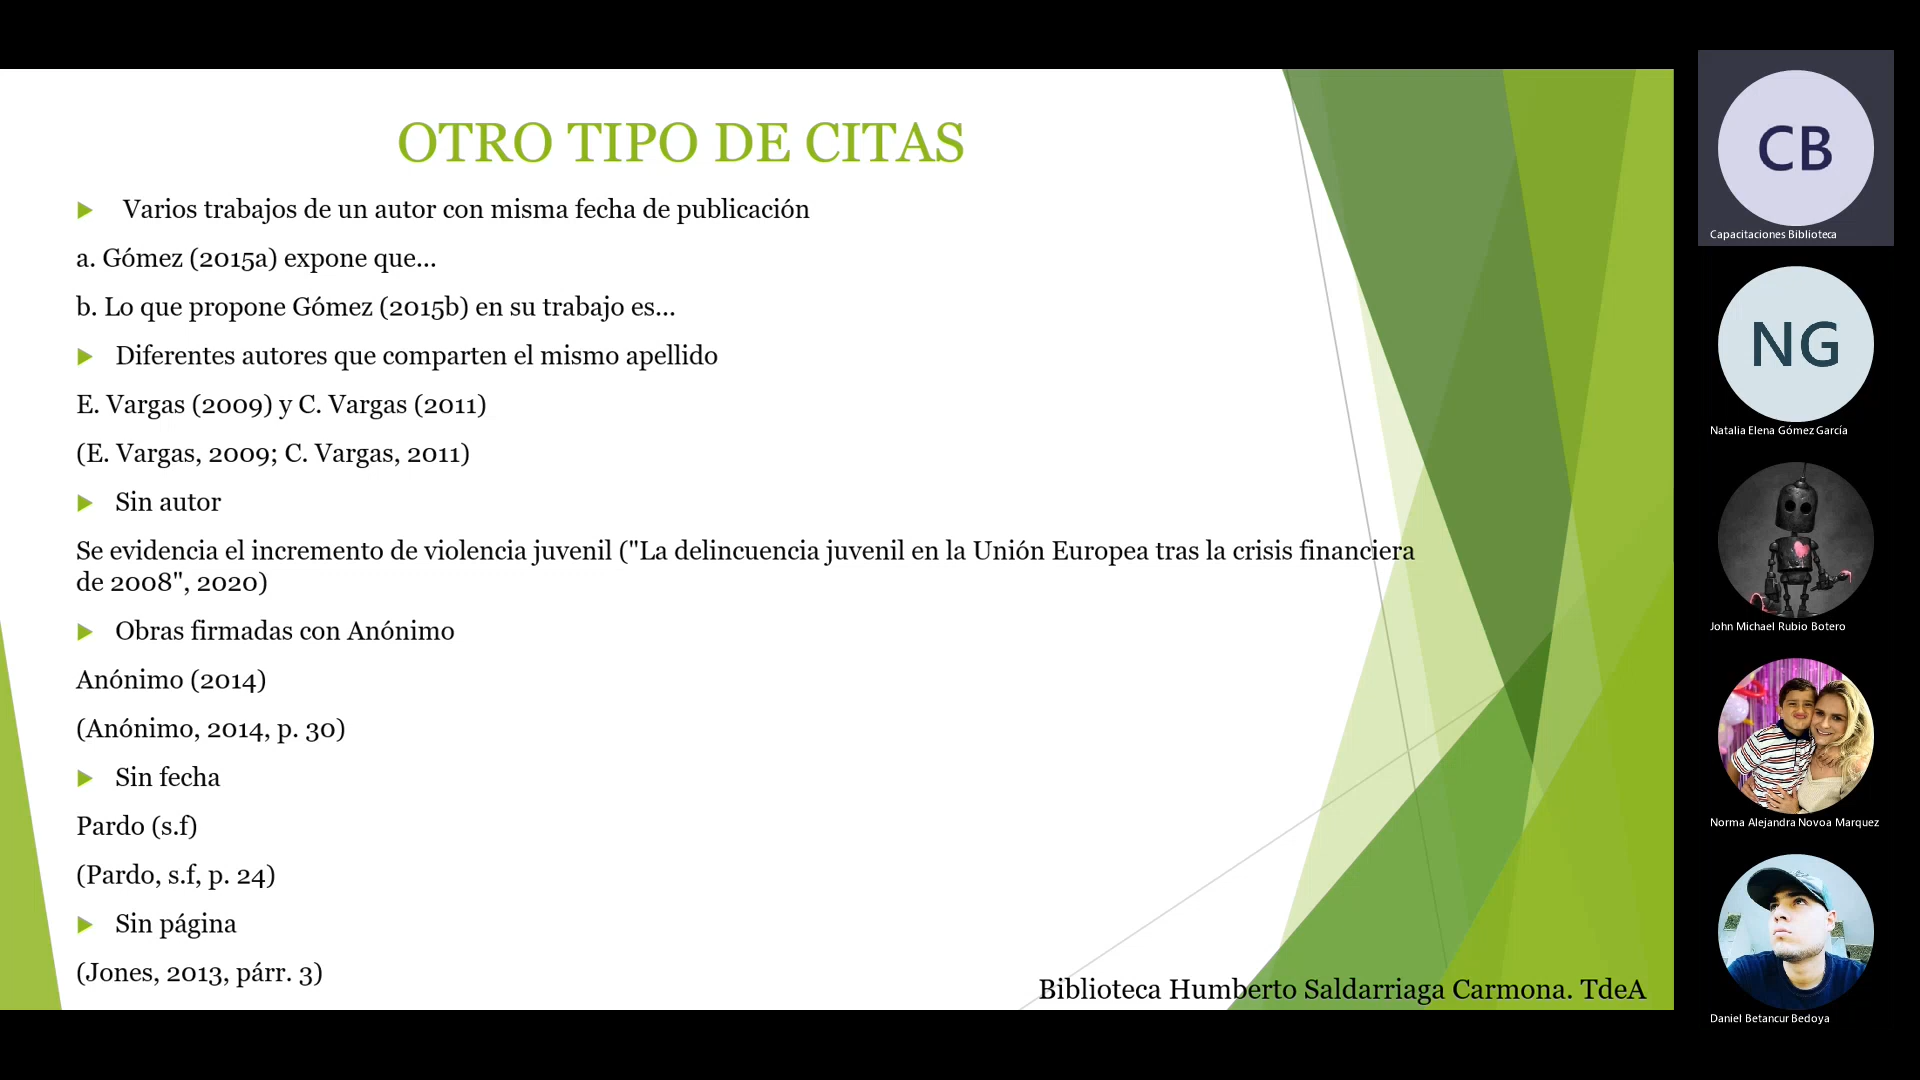 OTRO TIPO DE CITAS
Varios trabajos de un autor con misma fecha de publicación
a. Gómez (2015a) expone que...
b. Lo que propone Gómez (2015b) en su trabajo es...
Diferentes autores que comparten el mismo apellido
E. Vargas (2009) y C. Vargas (2011)
(E. Vargas, 2009; C. Vargas, 2011)
Sin autor
Se evidencia el incremento de violencia juvenil ("La delincuencia juvenil en la Unión Europea tras la crisis financiera
de 2008", 2020)
Obras firmadas con Anónimo
Anónimo (2014)
(Anónimo, 2014, p. 30)
Sin fecha
Pardo (s.f)
(Pardo, s.f, p. 24)
Sin página
(Jones, 2013, párr. 3)
Biblioteca Humberto Saldarriaga Carmona. TdeA
CB
Capacitaciones Biblioteca
NG
Natalia Elena Gómez García
John Michael Rubio Botero
Norma Alejandra Novoa Marquez
Daniel Betancur Bedoya